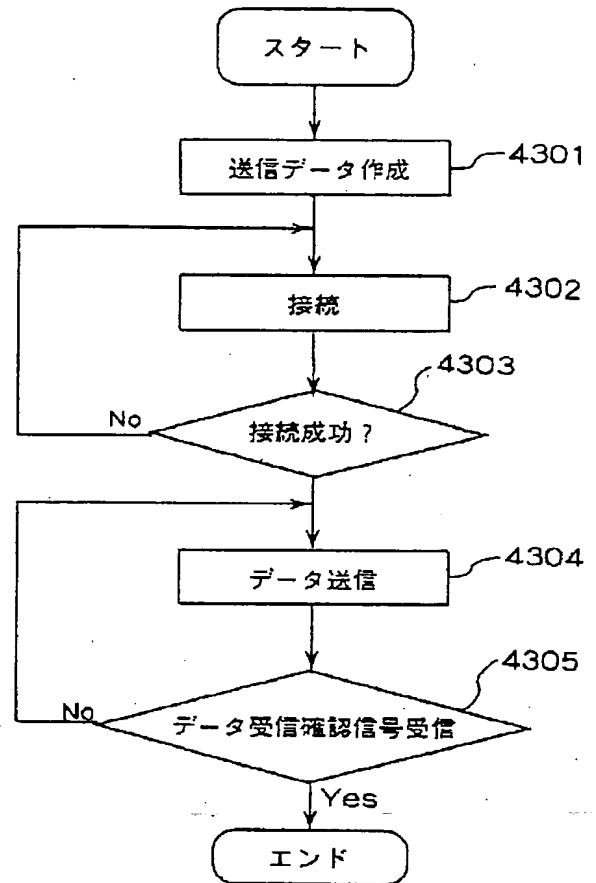 スタート
送信データ作成
4301
接続
4302
4303
接続成功?
No
データ送信
4304
4305
データ受信確認信号受信
No
Yes
エンド